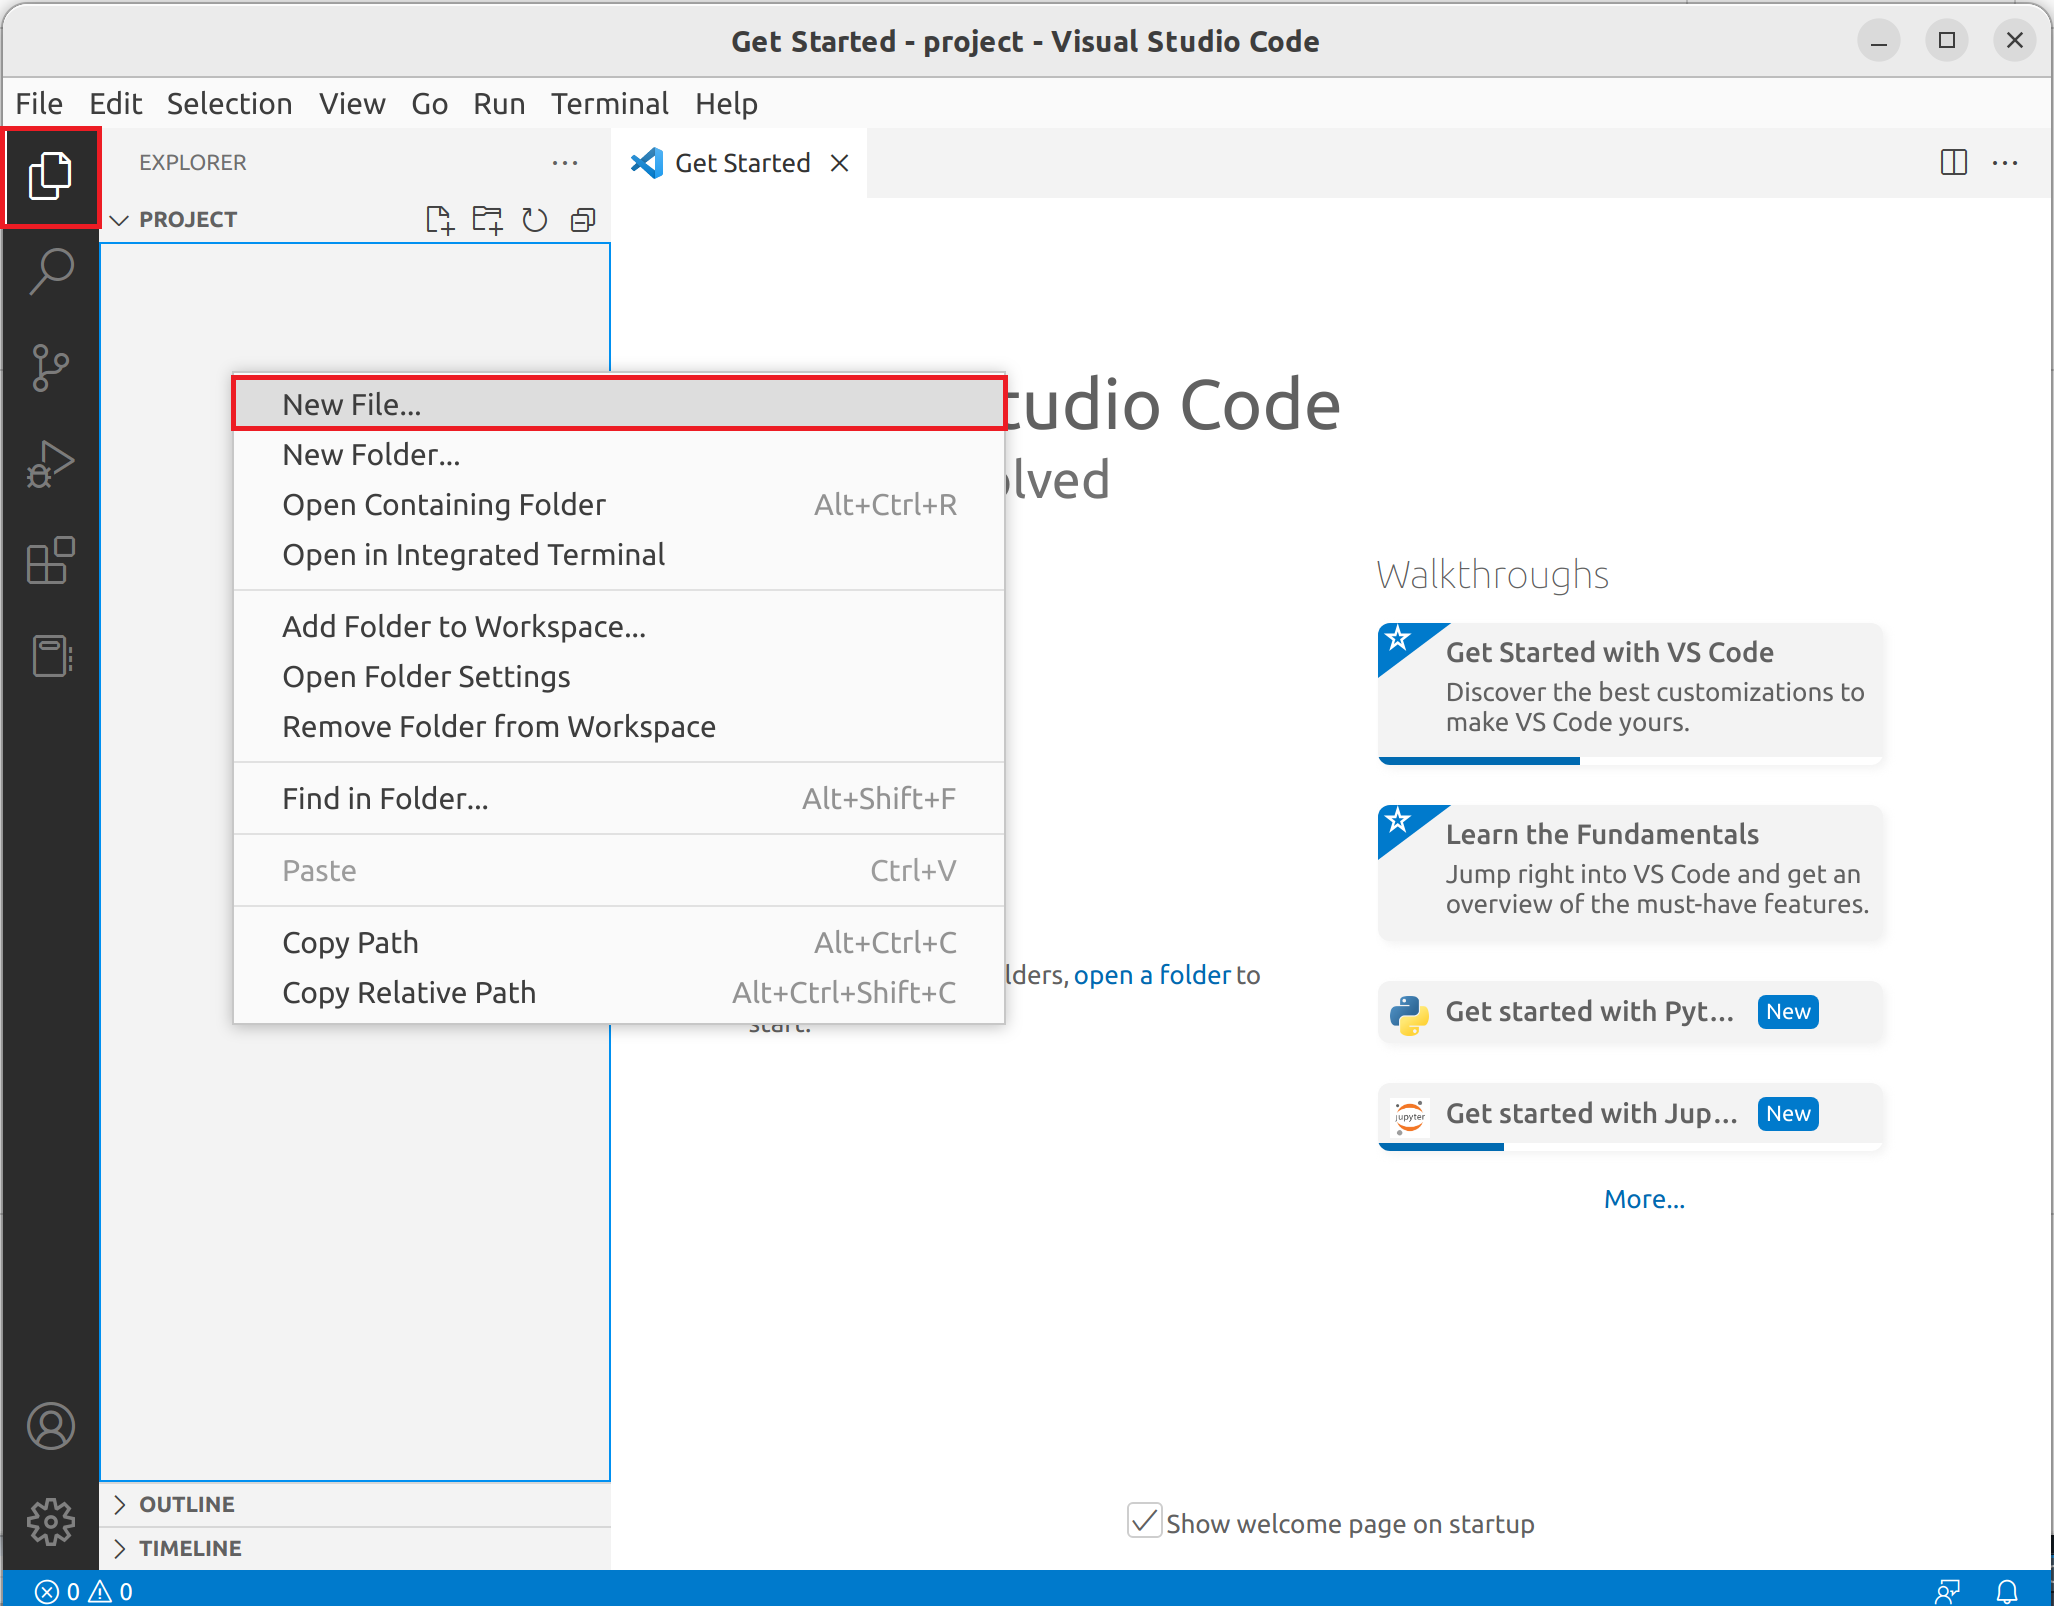 Get Started - project - Visual Studio Code
File Edit Selection View Go Run Terminal Help
EXPLORER
Get Started
PROJECT
New File...
New Folder...
Open Containing Folder Alt+Ctrl+R
Open in Integrated Terminal
Add Folder to Workspace...
Open Folder Settings
Remove Folder from Workspace
Find in Folder... Alt+Shift+F
Paste Ctrl+V
Copy Path Alt+Ctrl+C
Copy Relative Path Alt+Ctrl+Shift+C
tudio Code
olved
lders, open a folder to
start.
Walkthroughs
Get Started with VS Code
Discover the best customizations to
make VS Code yours.
Learn the Fundamentals
Jump right into VS Code and get an
overview of the must-have features.
Get started with Pyt... New
jupyter
Get started with Jup... New
More...
OUTLINE
TIMELINE
Show welcome page on startup
0 0